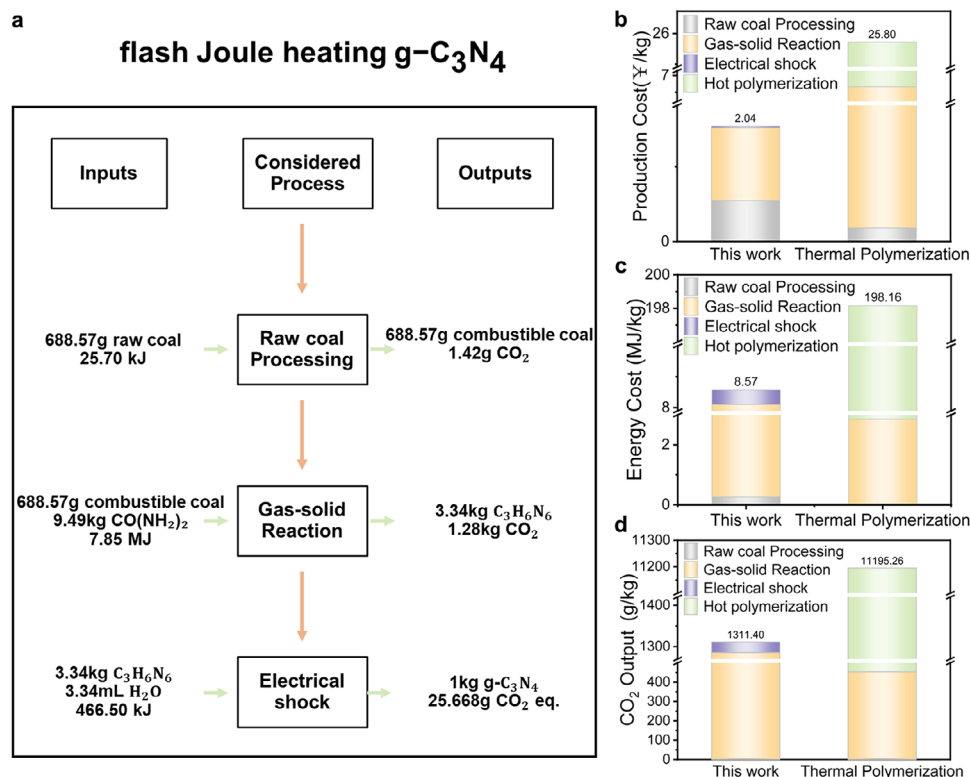 a
flash Joule heating g−C₃N₄
Inputs
Considered
Process
Outputs
688.57g raw coal
25.70 kJ
Raw coal
Processing
688.57g combustible coal
1.42g CO₂
688.57g combustible coal
9.49kg CO(NH₂)₂
7.85 MJ
Gas-solid
Reaction
3.34kg C₃H₆N₆
1.28kg CO₂
3.34kg C₃H₆N₆
3.34mL H₂O
466.50 kJ
Electrical
shock
1kg g-C₃N₄
25.668g CO₂ eq.
b
Production Cost(¥/kg)
26
7
0
Raw coal Processing
Gas-solid Reaction
Electrical shock
Hot polymerization
2.04
25.80
This work
Thermal Polymerization
c
Energy Cost (MJ/kg)
200
198
8
2
0
Raw coal Processing
Gas-solid Reaction
Electrical shock
Hot polymerization
8.57
198.16
This work
Thermal Polymerization
d
CO₂ Output (g/kg)
11300
11200
1400
1300
400
300
200
100
0
Raw coal Processing
Gas-solid Reaction
Electrical shock
Hot polymerization
1311.40
11195.26
This work
Thermal Polymerization